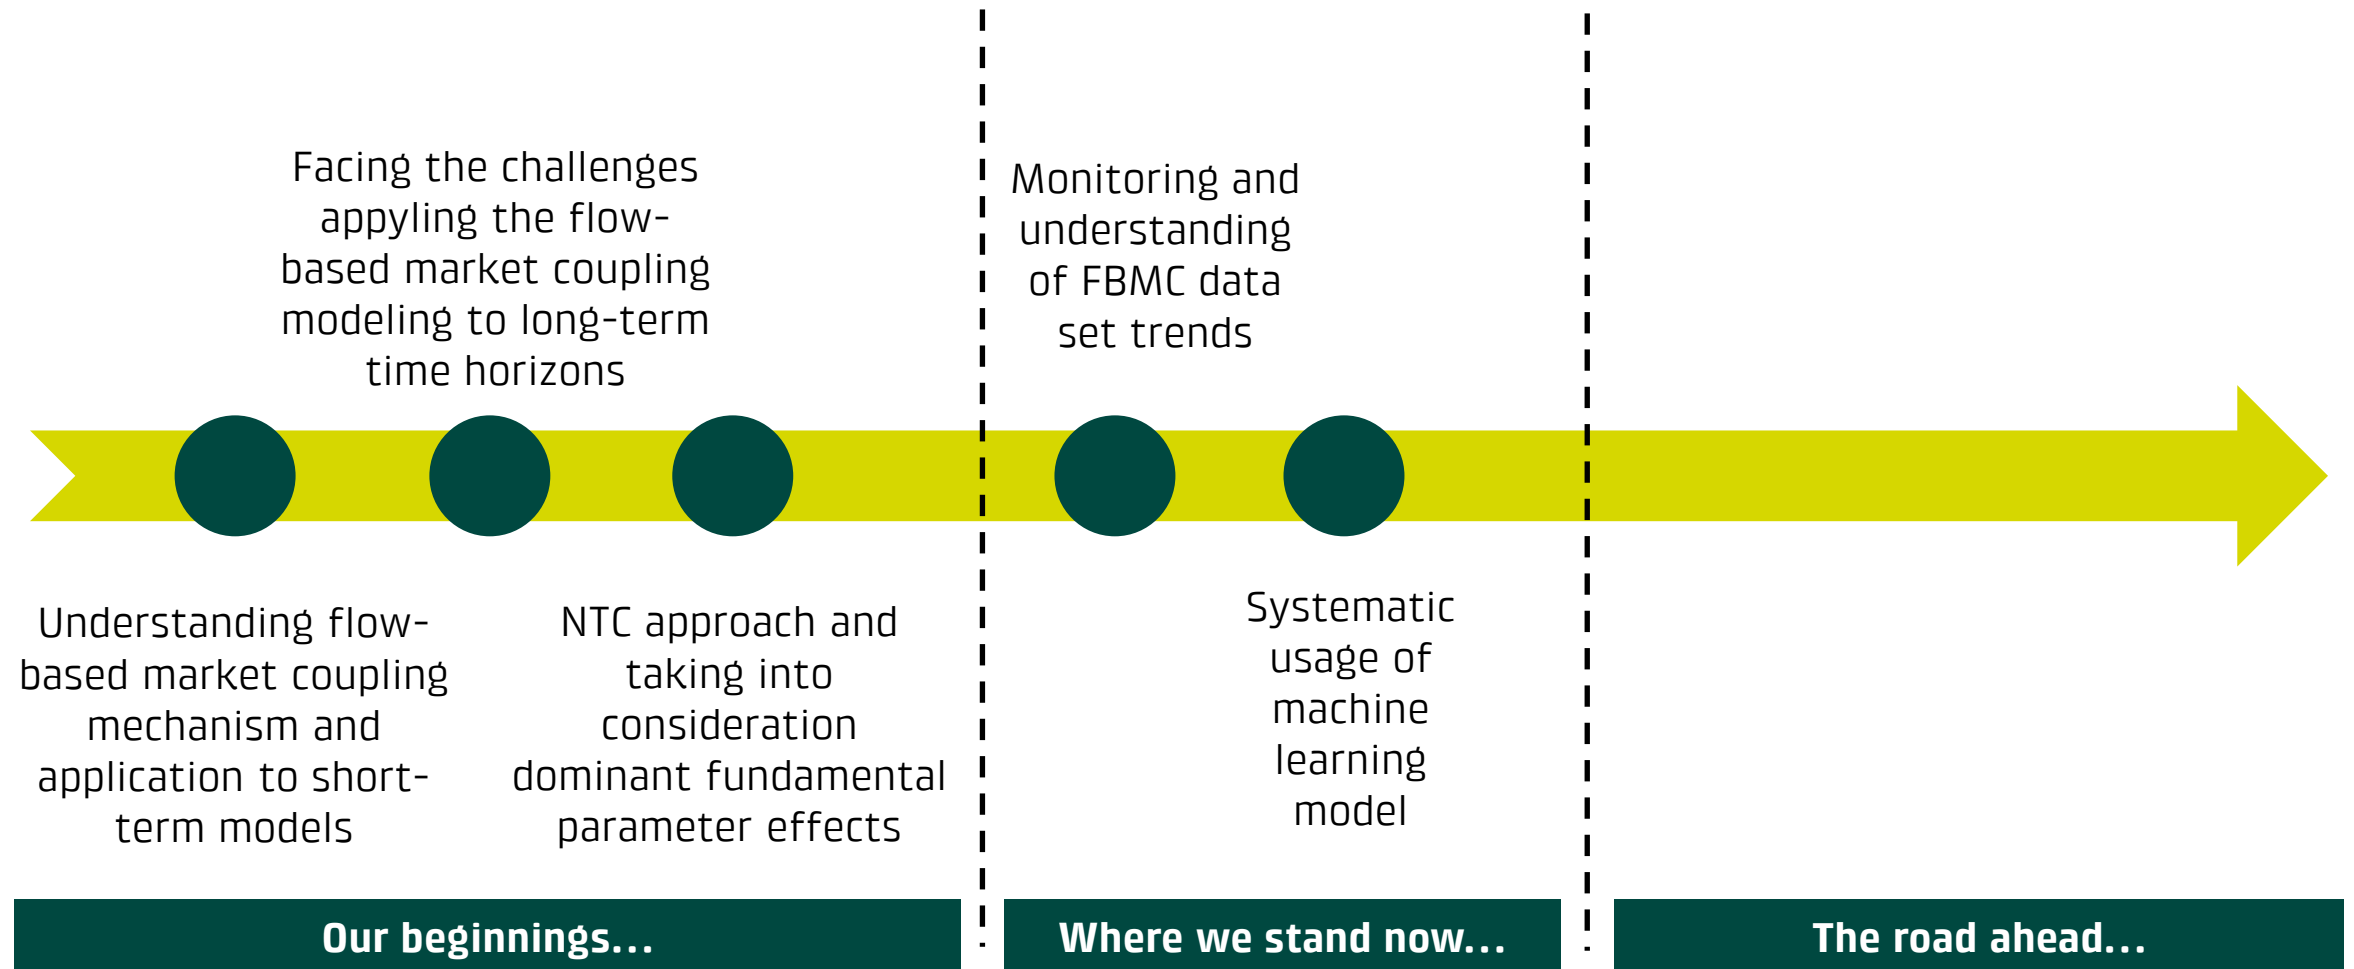 Facing the challenges
appyling the flow-
based market coupling
modeling to long-term
time horizons
Monitoring and
understanding
of FBMC data
set trends
Understanding flow-
based market coupling
mechanism and
application to short-
term models
NTC approach and
taking into
consideration
dominant fundamental
parameter effects
Systematic
usage of
machine
learning
model
Our beginnings...
Where we stand now...
The road ahead...